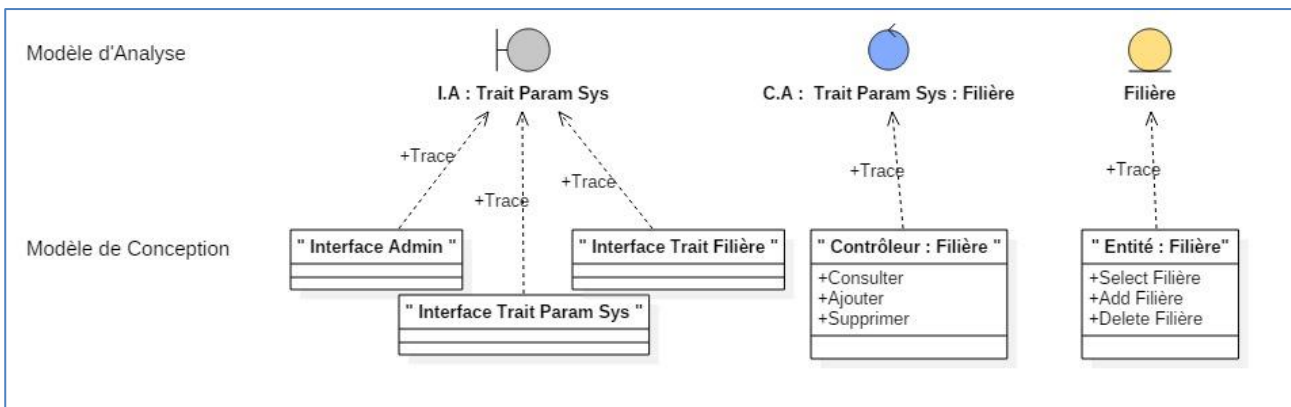 Modèle d'Analyse
I.A : Trait Param Sys
C.A : Trait Param Sys : Filière
Filière
+Trace
+Trace
+Trace
+Trace
+Trace
Modèle de Conception
" Interface Admin "
" Interface Trait Filière "
" Interface Trait Param Sys "
" Contrôleur : Filière "
+Consulter
+Ajouter
+Supprimer
" Entité : Filière"
+Select Filière
+Add Filière
+Delete Filière